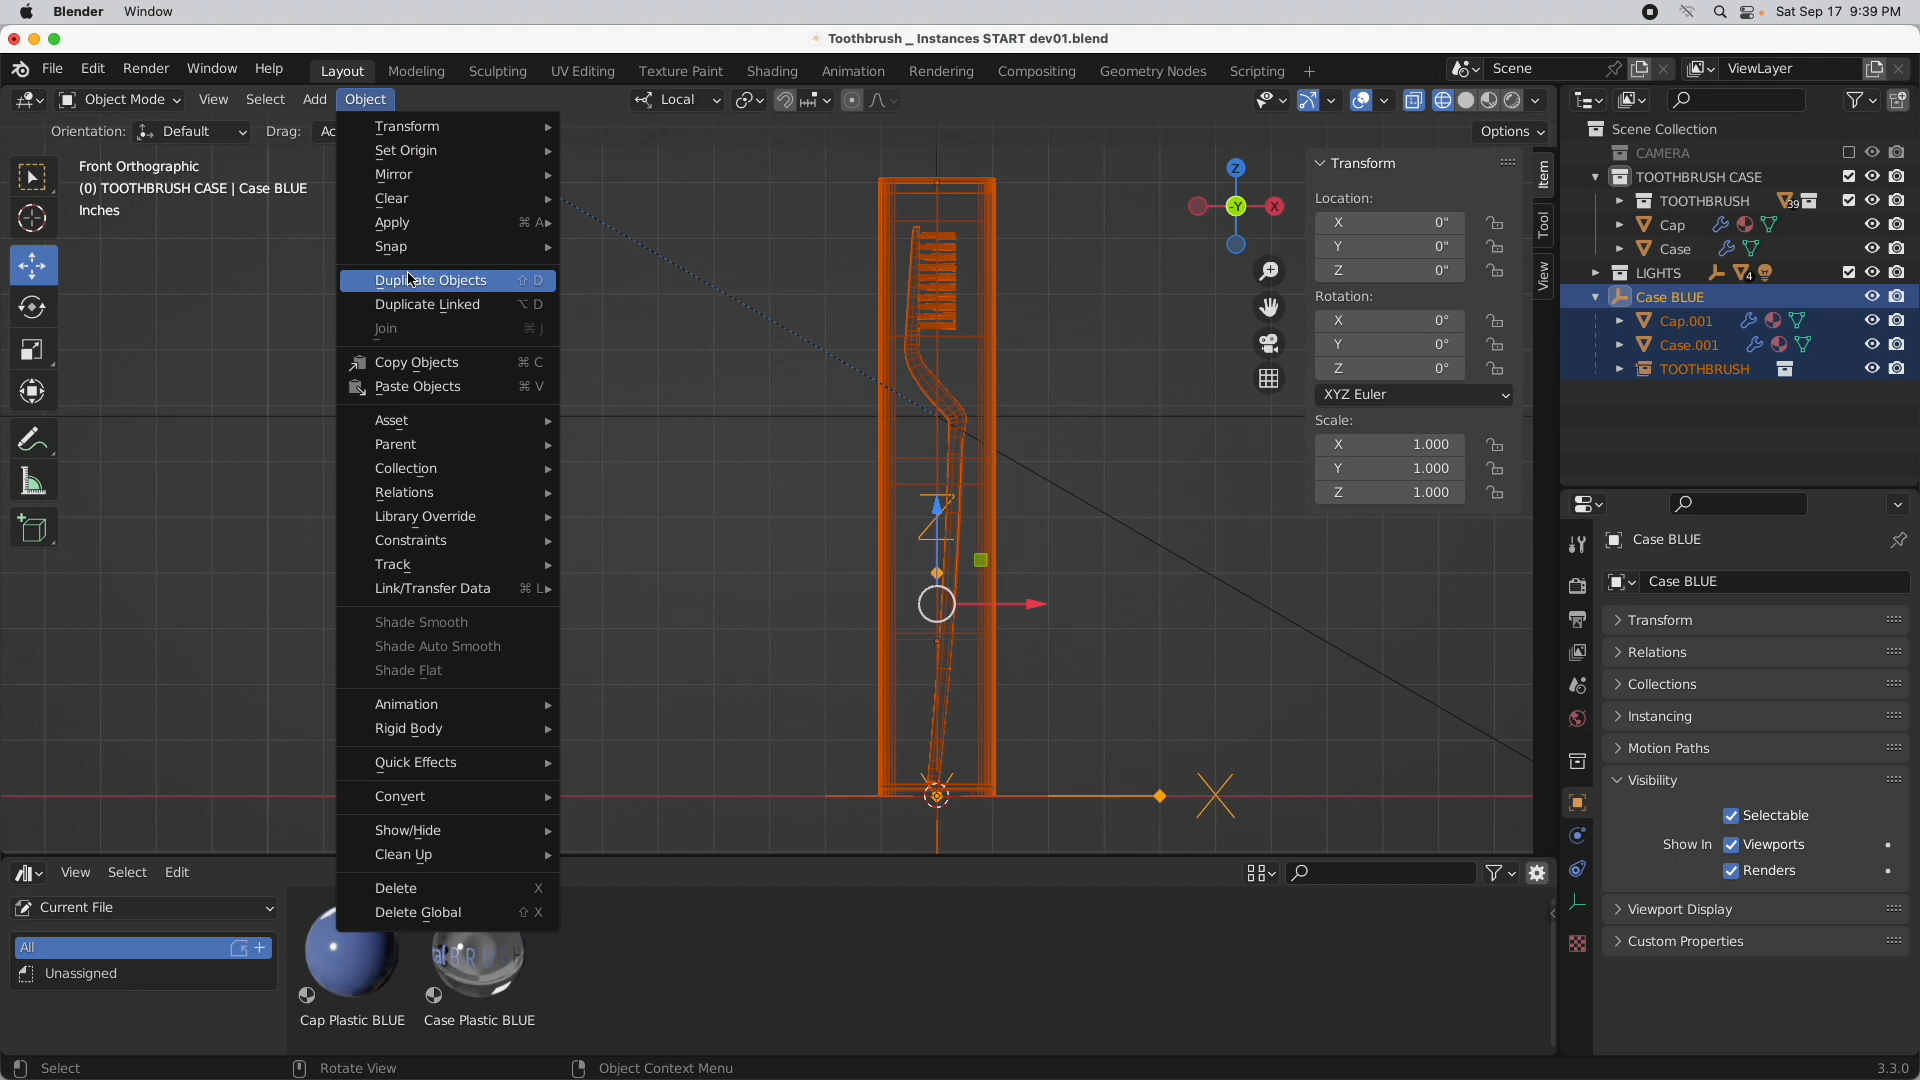 Blender Window Sat Sep 17 9:39 PM
Toothbrush _ Instances START dev01.blend
File Edit Render Window Help Layout Modeling Sculpting UV Editing Texture Paint Shading Animation Rendering Compositing Geometry Nodes Scripting + Scene ViewLayer
Object Mode View Select Add Object Local
Orientation: Default Drag: Ac Options
Front Orthographic
(0) TOOTHBRUSH CASE | Case BLUE
Inches
Transform
Set Origin
Mirror
Clear
Apply ⌘ A
Snap
Duplicate Objects ⇧ D
Duplicate Linked ⌥ D
Join ⌘ J
Copy Objects ⌘ C
Paste Objects ⌘ V
Asset
Parent
Collection
Relations
Library Override
Constraints
Track
Link/Transfer Data ⌘ L
Shade Smooth
Shade Auto Smooth
Shade Flat
Animation
Rigid Body
Quick Effects
Convert
Show/Hide
Clean Up
Delete X
Delete Global ⇧ X
Z
-Y X
Z
X
Transform
Location:
X 0"
Y 0"
Z 0"
Rotation:
X 0°
Y 0°
Z 0°
XYZ Euler
Scale:
X 1.000
Y 1.000
Z 1.000
Item
Tool
View
Scene Collection
CAMERA
TOOTHBRUSH CASE
TOOTHBRUSH 39
Cap
Case
LIGHTS 4
Case BLUE
Cap.001
Case.001
TOOTHBRUSH
Case BLUE
Case BLUE
Transform
Relations
Collections
Instancing
Motion Paths
Visibility
Selectable
Show In Viewports
Renders
Viewport Display
Custom Properties
View Select Edit
Current File
All
Unassigned
al BRUSH
Cap Plastic BLUE Case Plastic BLUE
Select Rotate View Object Context Menu 3.3.0